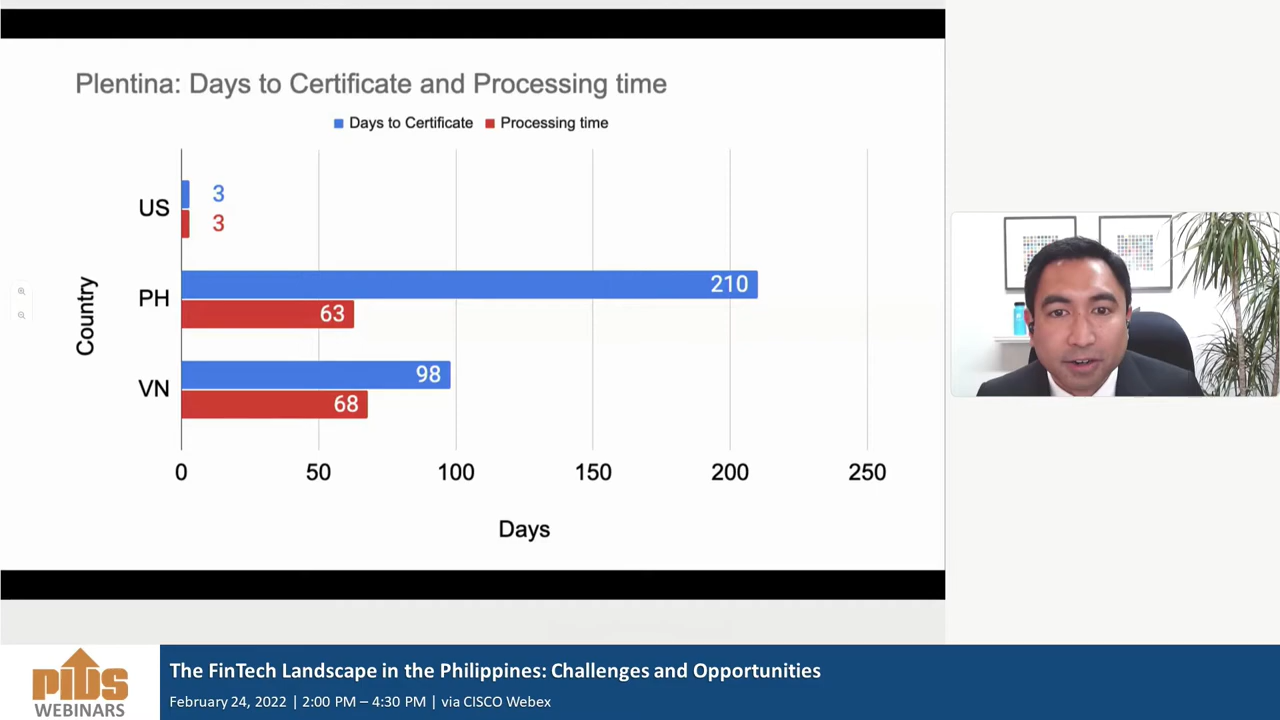 Plentina: Days to Certificate and Processing time
Days to Certificate Processing time
Country
US
3
3
PH
210
63
VN
98
68
0 50 100 150 200 250
Days
PIDS
WEBINARS
The FinTech Landscape in the Philippines: Challenges and Opportunities
February 24, 2022 | 2:00 PM – 4:30 PM | via CISCO Webex